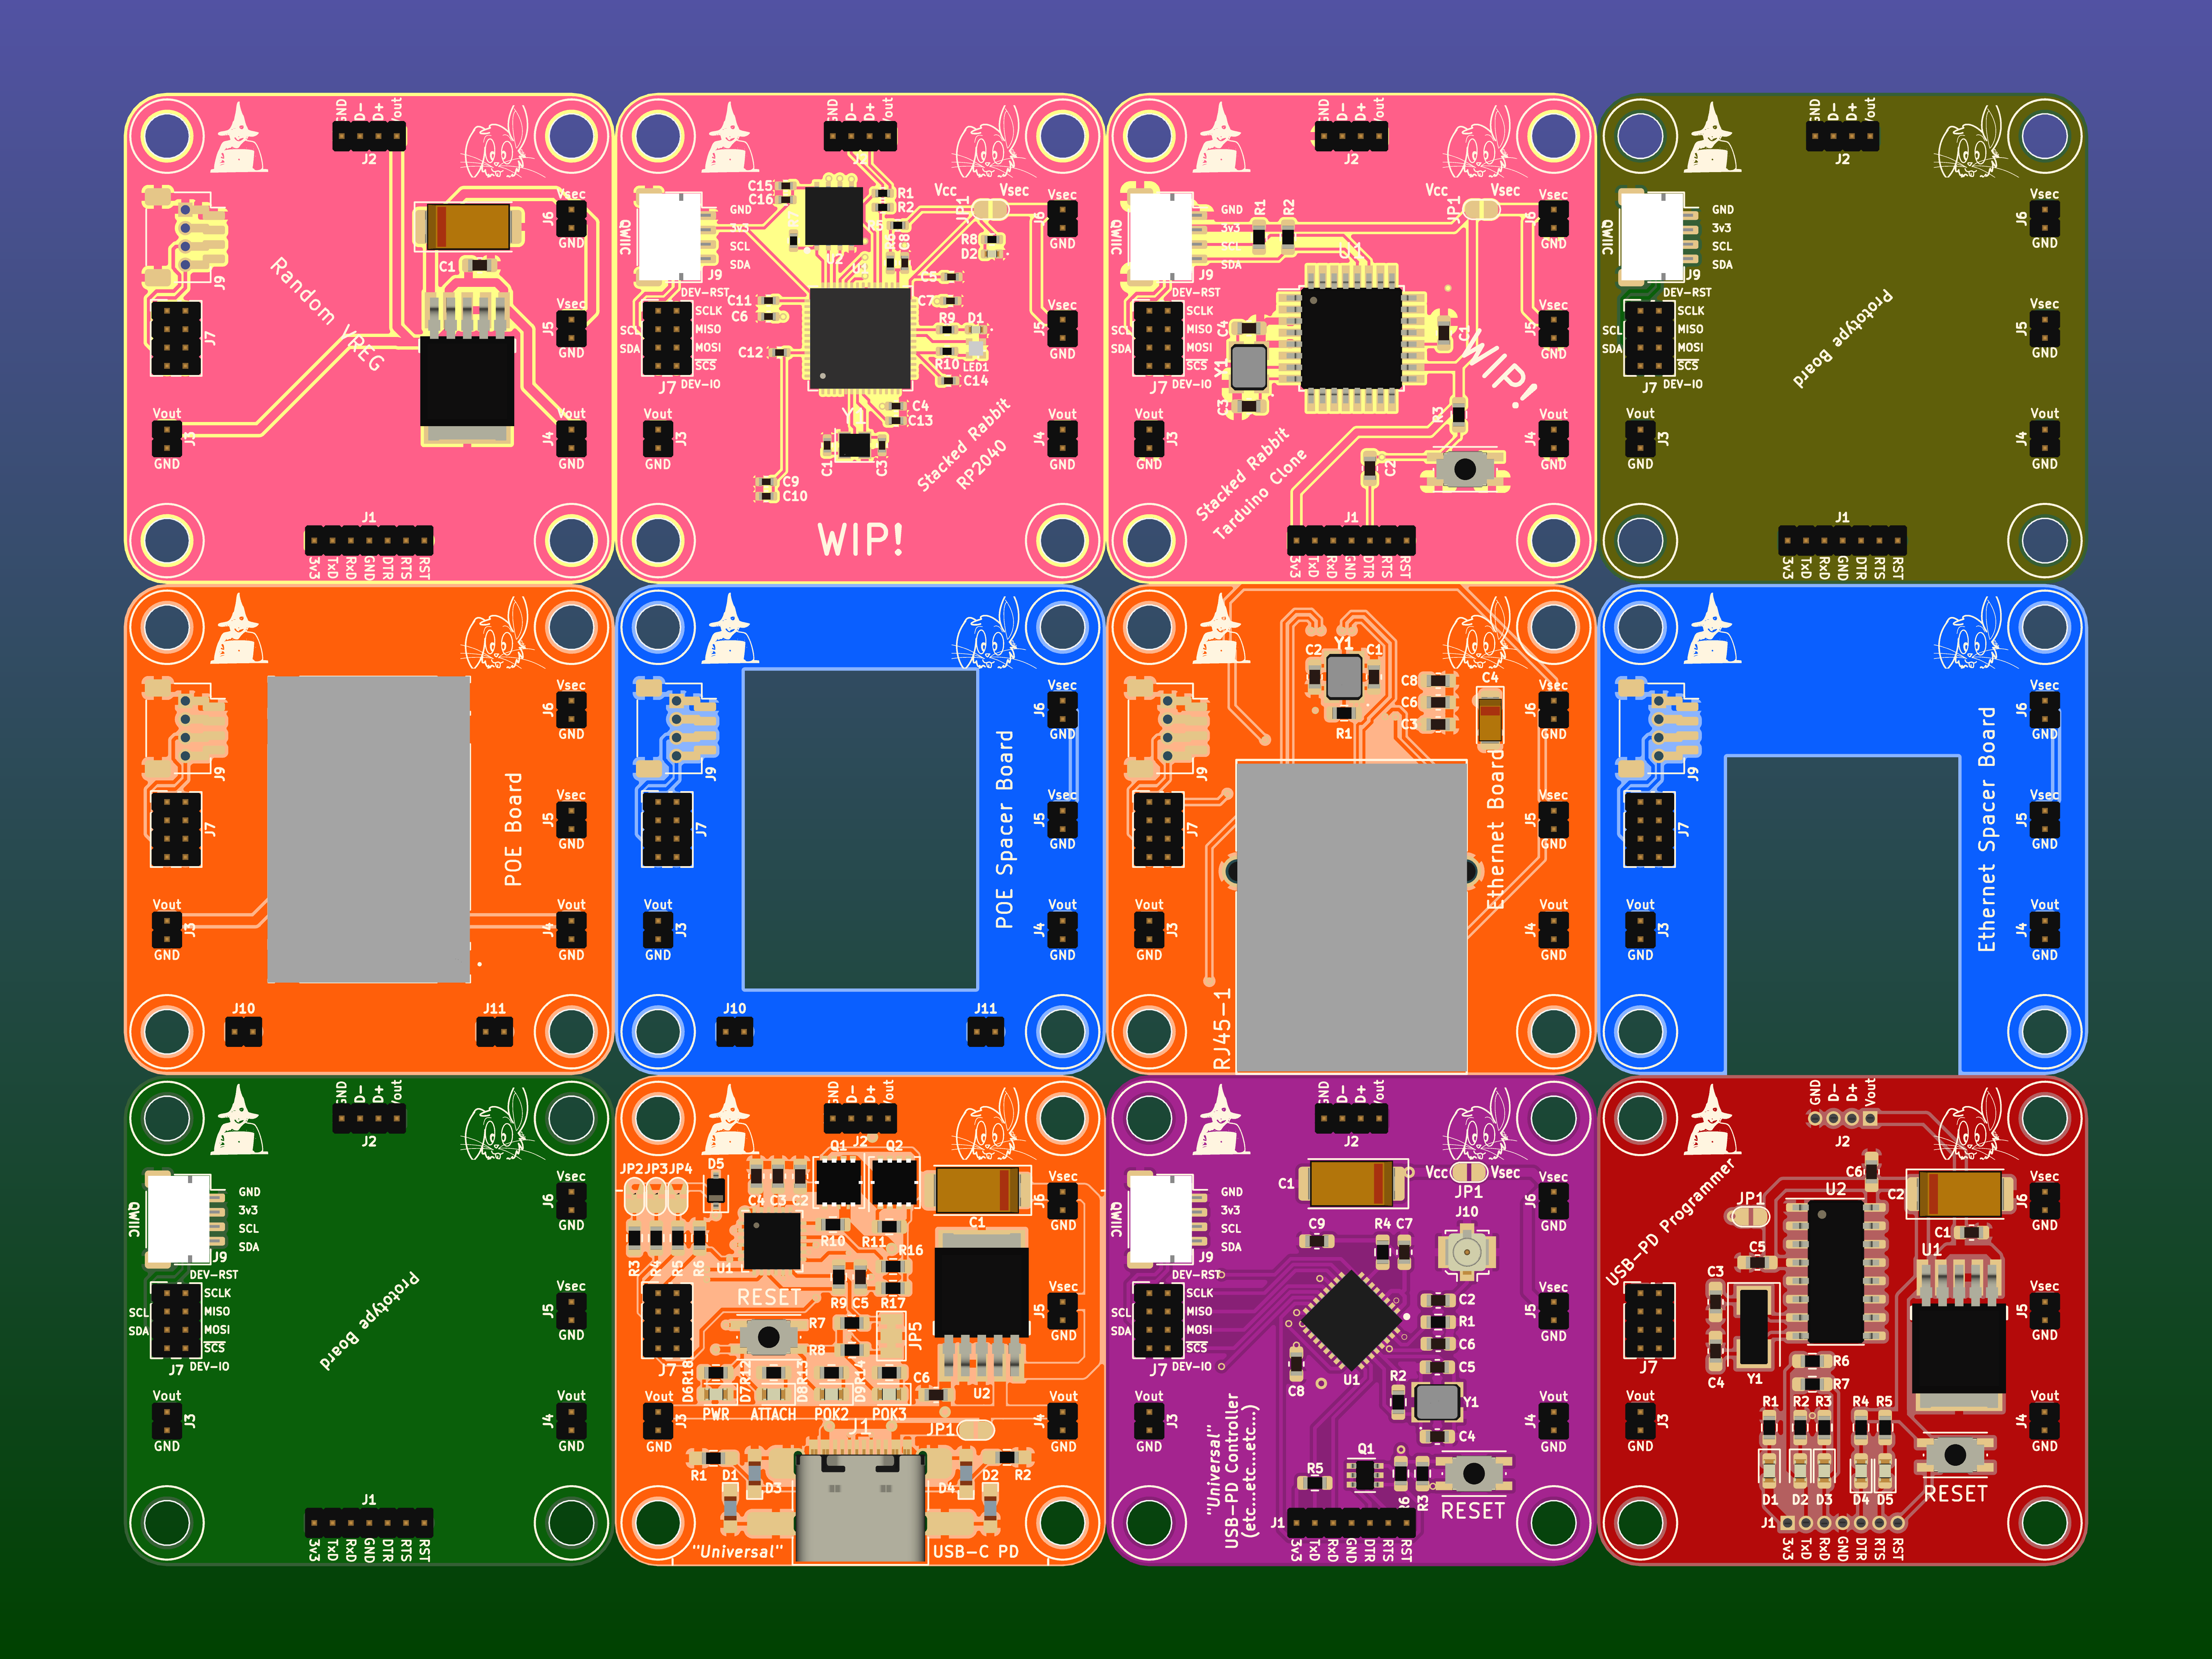 GND D- D+ Vout
J2
Vsec
J6
GND
C1
J9
Random VREG
Vsec
J5
GND
J7
Vout
J3
GND
Vout
J4
GND
J1
3v3 TxD RxD GND DTR RTS RST
GND D- D+ Vout
C15
C16
R1
R2
Vcc Vsec
JP1
J6
GND
QWIIC
GND
3v3
SCL
SDA
J9
R8
D2
U2
C8
C5
C7
C11
C6
DEV-RST
SCLK
MISO
MOSI
SCS
DEV-IO
SCL
SDA
J7
R9 D1
R10 LED1
C14
C12
Vsec
J5
GND
C4
C13
C1
C3
C9
C10
Vout
J3
GND
Vout
J4
GND
Stacked Rabbit
RP2040
WIP!
GND D- D+ Vout
J2
Vcc Vsec
JP1
J6
GND
QWIIC
GND
3v3
SCL
SDA
J9
R1 R2
DEV-RST
SCLK
MISO
MOSI
SCS
DEV-IO
SCL
SDA
J7
C4
Y1
C3
C1
WIP!
Vsec
J5
GND
R3
C2
Vout
J3
GND
Vout
J4
GND
Stacked Rabbit
Tarduino Clone
J1
3v3 TxD RxD GND DTR RTS RST
GND D- D+ Vout
J2
Vsec
J6
GND
QWIIC
GND
3v3
SCL
SDA
J9
DEV-RST
SCLK
MISO
MOSI
SCS
DEV-IO
SCL
SDA
J7
Prototype Board
Vsec
J5
GND
Vout
J3
GND
Vout
J4
GND
J1
3v3 TxD RxD GND DTR RTS RST
J9
J7
POE Board
Vsec
J6
GND
Vsec
J5
GND
Vout
J3
GND
Vout
J4
GND
J10 J11
J9
J7
POE Spacer Board
Vsec
J6
GND
Vsec
J5
GND
Vout
J3
GND
Vout
J4
GND
J10 J11
Y1
C2 C1
R1
C8
C6
C3
C4
J9
J7
Ethernet Board
Vsec
J6
GND
Vsec
J5
GND
Vout
J3
GND
Vout
J4
GND
RJ45-1
J9
J7
Ethernet Spacer Board
Vsec
J6
GND
Vsec
J5
GND
Vout
J3
GND
Vout
J4
GND
GND D- D+ Vout
J2
Vsec
J6
GND
QWIIC
GND
3v3
SCL
SDA
J9
DEV-RST
SCLK
MISO
MOSI
SCS
DEV-IO
SCL
SDA
J7
Prototype Board
Vsec
J5
GND
Vout
J3
GND
Vout
J4
GND
J1
3v3 TxD RxD GND DTR RTS RST
GND D- D+ Vout
J2
Q1 Q2
JP2 JP3 JP4
D5
C4 C3 C2
C1
Vsec
J6
GND
R3 R4 R5 R6
U1
R10 R11
R16
R9 C5 R17
RESET
R7
R8
JP5
J7
Vsec
J5
GND
D6 R18 D7 R12 D8 R13 D9 R14
C6
U2
PWR ATTACH POK2 POK3
JP1
J1
Vout
J3
GND
Vout
J4
GND
R1 D1 D3
D4 D2 R2
"Universal" USB-C PD
GND D- D+ Vout
J2
Vcc Vsec
JP1
C1
J10
J6
GND
QWIIC
GND
3v3
SCL
SDA
J9
C9
R4 C7
DEV-RST
SCLK
MISO
MOSI
SCS
DEV-IO
SCL
SDA
J7
C2
R1
C6
C5
U1
C8
R2
Y1
C4
Vsec
J5
GND
Vout
J3
GND
Vout
J4
GND
"Universal"
USB-PD Controller
(etc...etc...etc...)
Q1
R5
R6 R3
RESET
J1
3v3 TxD RxD GND DTR RTS RST
GND D- D+ Vout
J2
USB-PD Programmer
JP1
C6
U2
C2
C1
U1
C5
C3
C4
Y1
J7
R6
R7
Vsec
J6
GND
Vsec
J5
GND
Vout
J3
GND
Vout
J4
GND
R1 R2 R3 R4 R5
D1 D2 D3 D4 D5
RESET
J1
3v3 TxD RxD GND DTR RTS RST